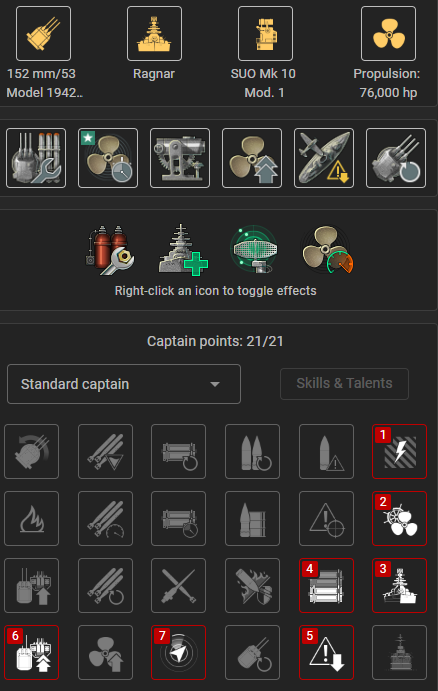 152 mm/53
Model 1942..
Ragnar
SUO Mk 10
Mod. 1
Propulsion:
76,000 hp
Right-click an icon to toggle effects
Captain points: 21/21
Standard captain
Skills & Talents
1
2
4
3
6
7
5